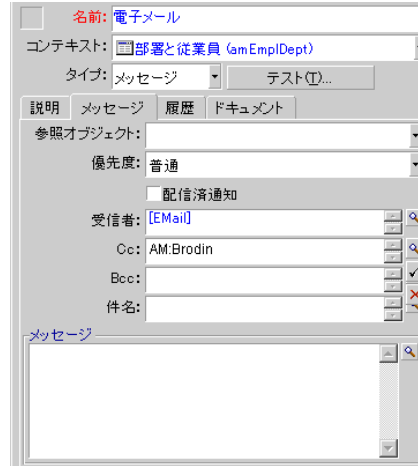 名前: 電子メール
コンテキスト: 部署と従業員 (amEmplDept)
タイプ: メッセージ テスト(T)...
説明 メッセージ 履歴 ドキュメント
参照オブジェクト:
優先度: 普通
配信済通知
受信者: [EMail]
Cc: AM:Brodin
Bcc:
件名:
メッセージ